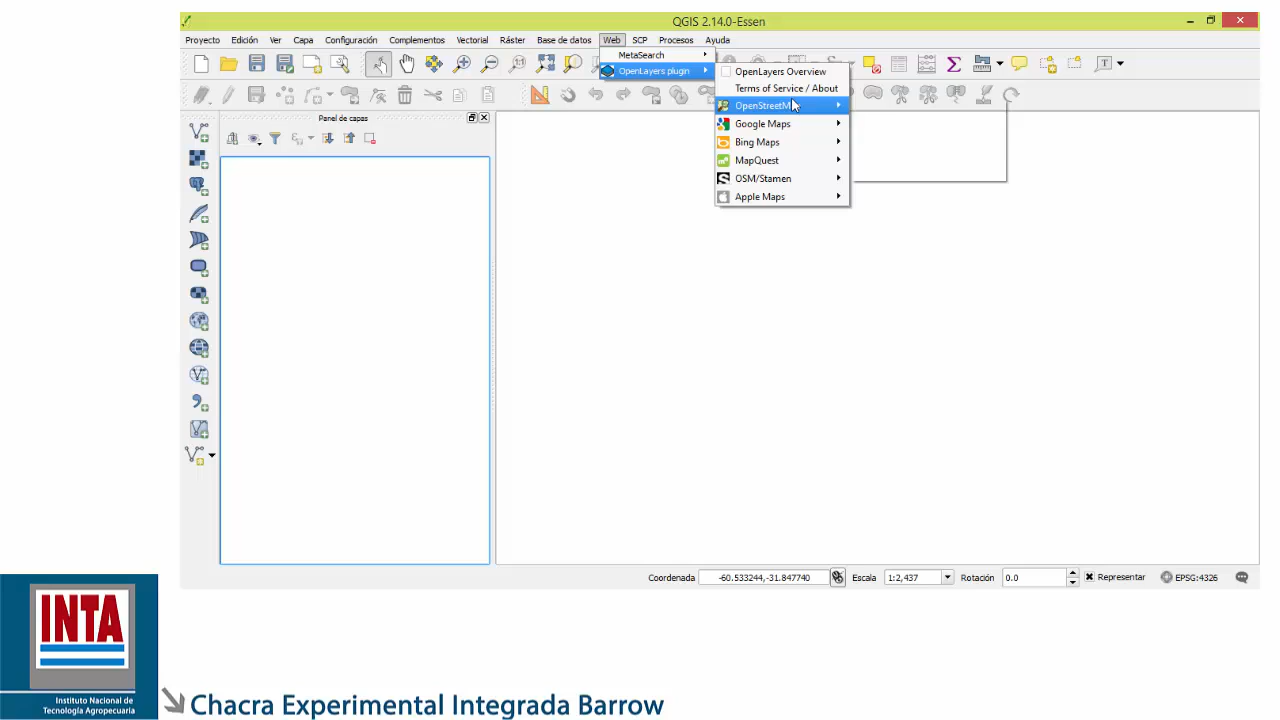 QGIS 2.14.0-Essen
Proyecto Edición Ver Capa Configuración Complementos Vectorial Ráster Base de datos Web SCP Procesos Ayuda
MetaSearch
OpenLayers plugin
OpenLayers Overview
Terms of Service / About
OpenStreetM
Google Maps
Bing Maps
MapQuest
OSM/Stamen
Apple Maps
Panel de capas
Coordenada -60.533244,-31.847740 Escala 1:2,437 Rotación 0.0 Representar EPSG:4326
INTA
Instituto Nacional de
Tecnología Agropecuaria
Chacra Experimental Integrada Barrow